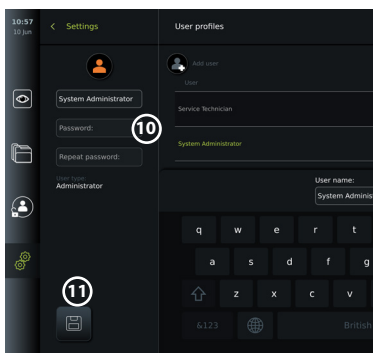 10:57
10 Jun
Settings
User profiles
Add user
User
System Administrator
Service Technician
Password:
10
System Administrator
Repeat password:
User type:
Administrator
User name:
System Adminis
q w e r t
a s d f g
11
z x c v
&123
British